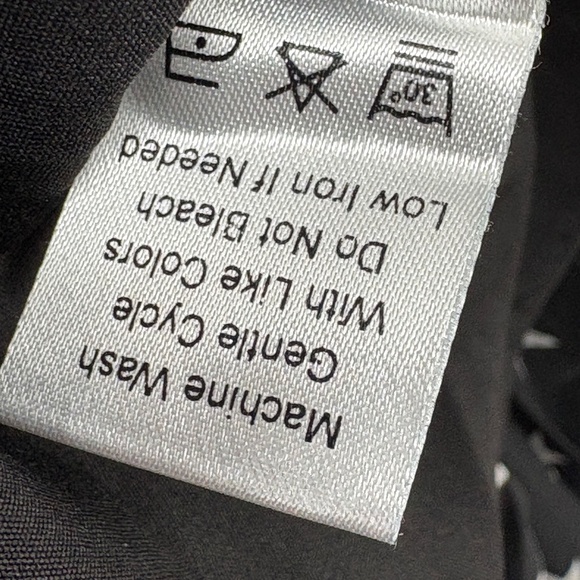 Machine Wash
Gentle Cycle
With Like Colors
Do Not Bleach
Low Iron If Needed
30°